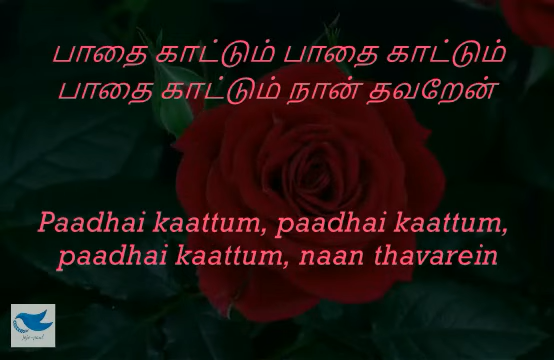 பாதை காட்டும் பாதை காட்டும்
பாதை காட்டும் நான் தவறேன்
Paadhai kaattum, paadhai kaattum,
paadhai kaattum, naan thavarein